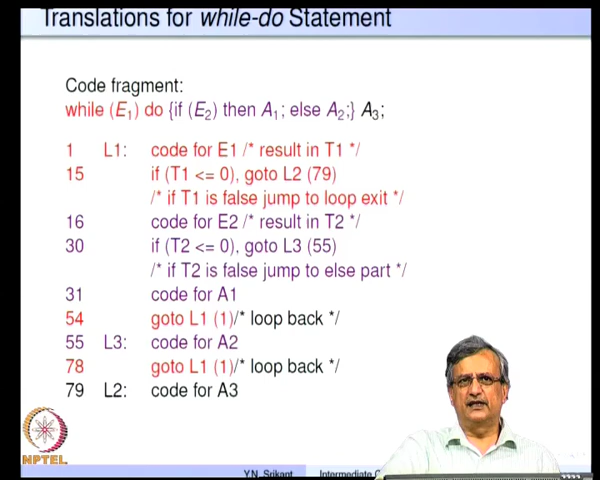 Translations for while-do Statement
Code fragment:
while (E1) do {if (E2) then A1; else A2;} A3;
1 L1: code for E1 /* result in T1 */
15 if (T1 <= 0), goto L2 (79)
/* if T1 is false jump to loop exit */
16 code for E2 /* result in T2 */
30 if (T2 <= 0), goto L3 (55)
/* if T2 is false jump to else part */
31 code for A1
54 goto L1 (1)/* loop back */
55 L3: code for A2
78 goto L1 (1)/* loop back */
79 L2: code for A3
NPTEL
Y.N. Srikant Intermediate